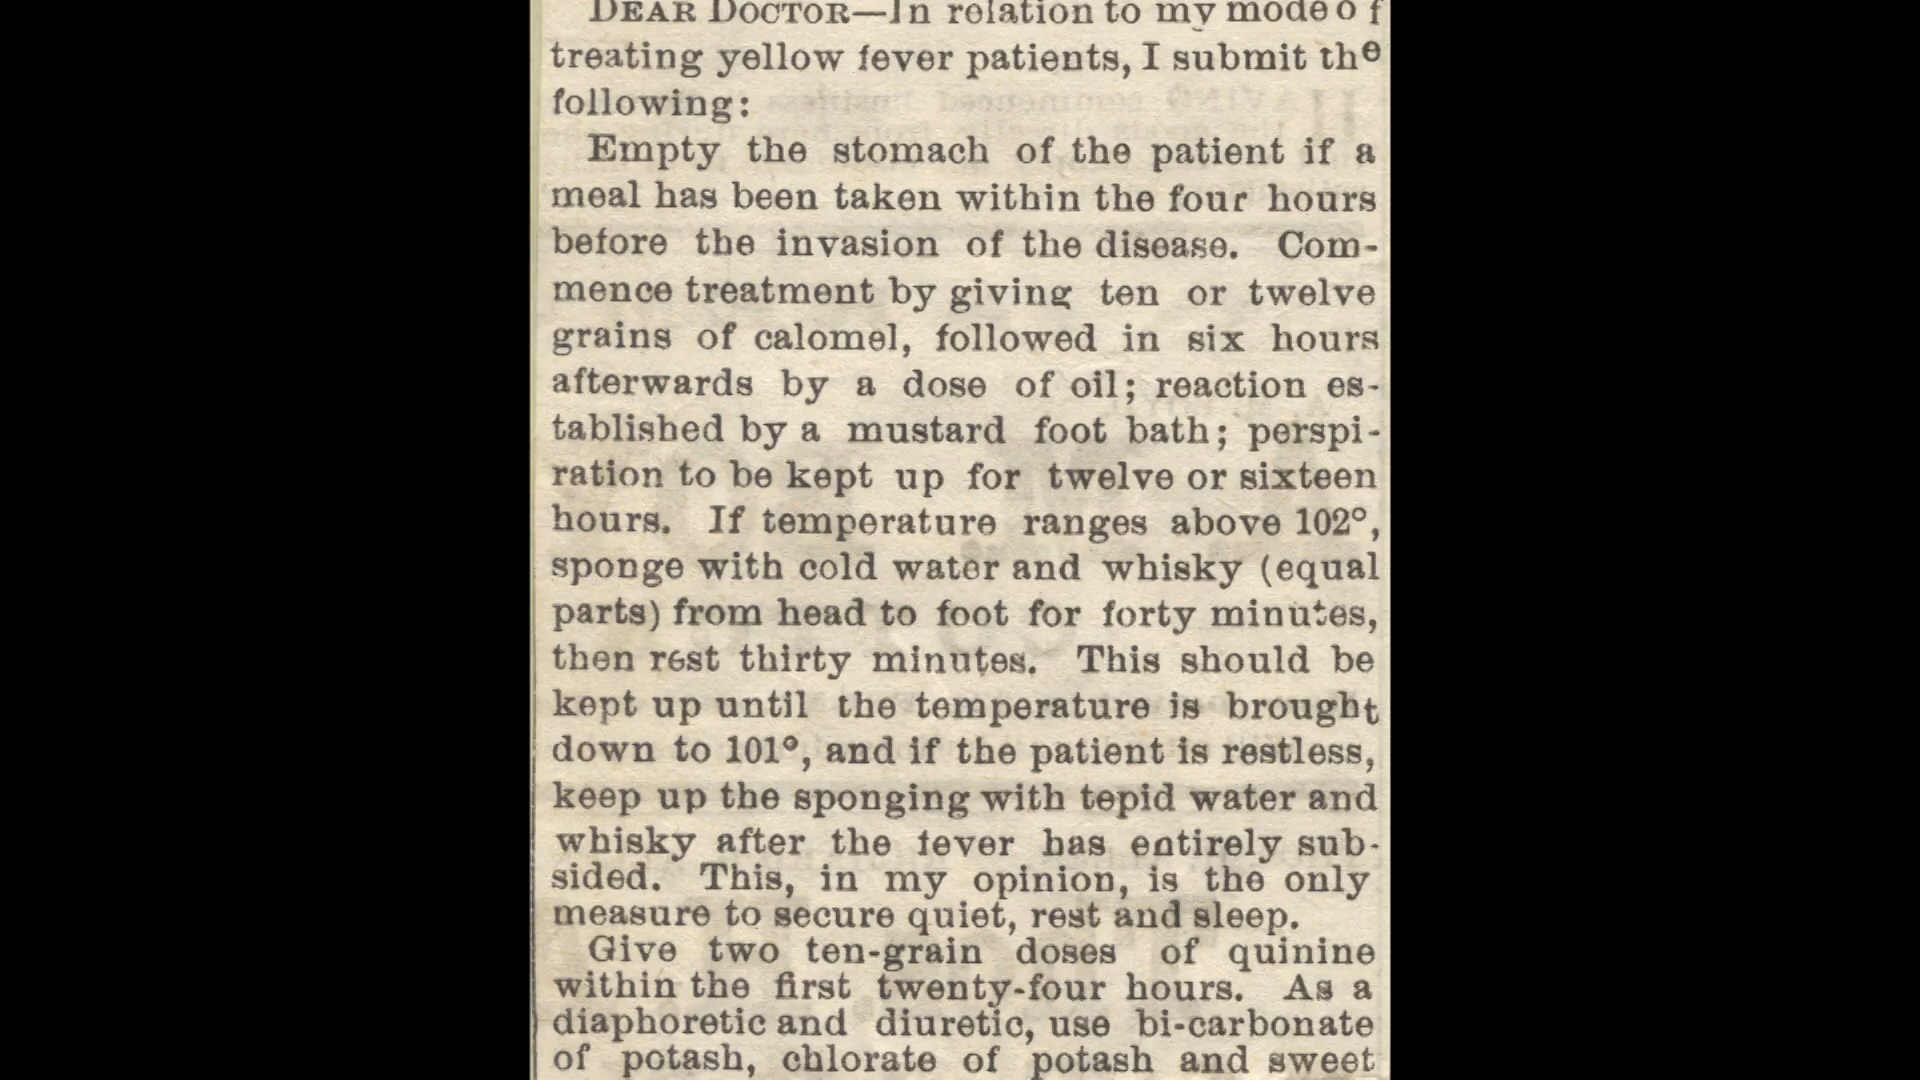 DEAR DOCTOR—In relation to my mode o f
treating yellow fever patients, I submit the
following:
Empty the stomach of the patient if a
meal has been taken within the four hours
before the invasion of the disease. Com-
mence treatment by giving ten or twelve
grains of calomel, followed in six hours
afterwards by a dose of oil; reaction es-
tablished by a mustard foot bath; perspi-
ration to be kept up for twelve or sixteen
hours. If temperature ranges above 102°,
sponge with cold water and whisky (equal
parts) from head to foot for forty minutes,
then rest thirty minutes. This should be
kept up until the temperature is brought
down to 101°, and if the patient is restless,
keep up the sponging with tepid water and
whisky after the fever has entirely sub-
sided. This, in my opinion, is the only
measure to secure quiet, rest and sleep.
Give two ten-grain doses of quinine
within the first twenty-four hours. As a
diaphoretic and diuretic, use bi-carbonate
of potash, chlorate of potash and sweet